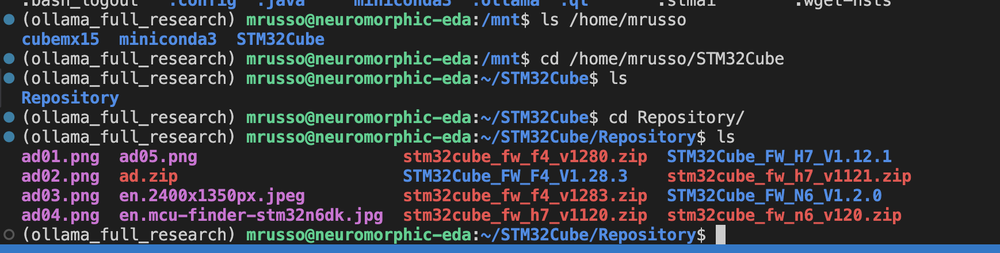 .bash_logout .config .java miniconda3 .ollama .qt .stmai .wget-hsts
(ollama_full_research) mrusso@neuromorphic-eda:/mnt$ ls /home/mrusso
cubemx15 miniconda3 STM32Cube
(ollama_full_research) mrusso@neuromorphic-eda:/mnt$ cd /home/mrusso/STM32Cube
(ollama_full_research) mrusso@neuromorphic-eda:~/STM32Cube$ ls
Repository
(ollama_full_research) mrusso@neuromorphic-eda:~/STM32Cube$ cd Repository/
(ollama_full_research) mrusso@neuromorphic-eda:~/STM32Cube/Repository$ ls
ad01.png ad05.png stm32cube_fw_f4_v1280.zip STM32Cube_FW_H7_V1.12.1
ad02.png ad.zip STM32Cube_FW_F4_V1.28.3 stm32cube_fw_h7_v1121.zip
ad03.png en.2400x1350px.jpeg stm32cube_fw_f4_v1283.zip STM32Cube_FW_N6_V1.2.0
ad04.png en.mcu-finder-stm32n6dk.jpg stm32cube_fw_h7_v1120.zip stm32cube_fw_n6_v120.zip
(ollama_full_research) mrusso@neuromorphic-eda:~/STM32Cube/Repository$